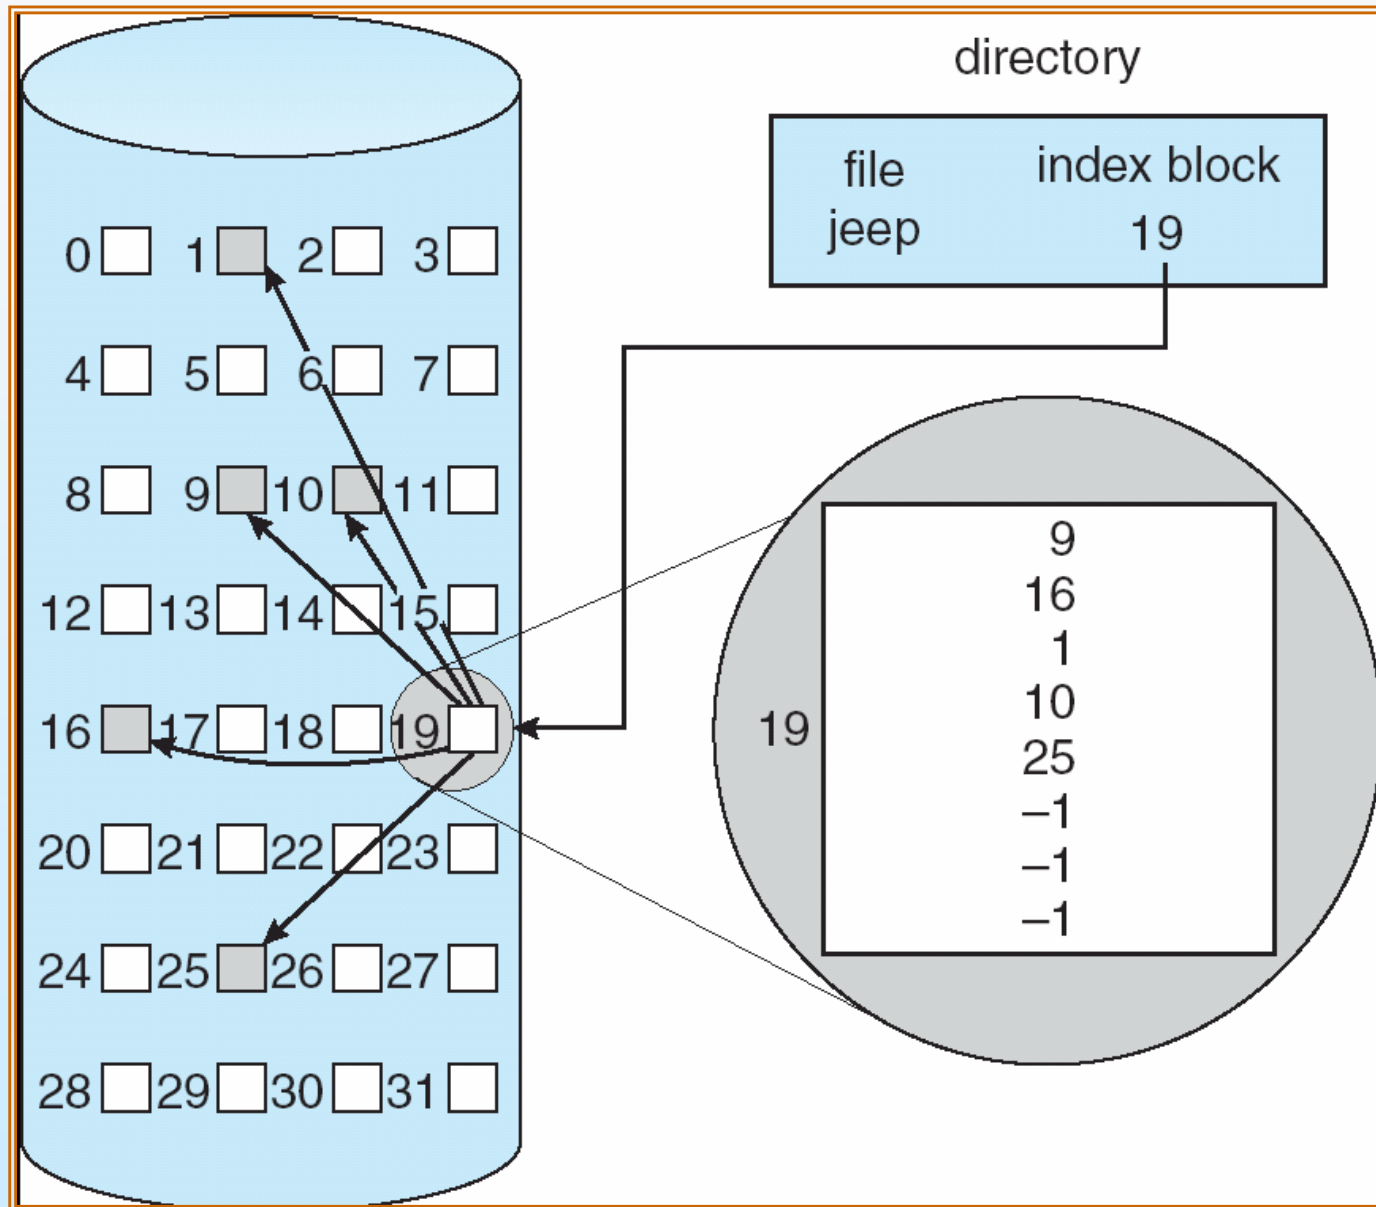 directory
file index block
jeep 19
0 1 2 3
4 5 6 7
8 9 10 11
12 13 14 15
16 17 18 19
20 21 22 23
24 25 26 27
28 29 30 31
19
9
16
1
10
25
–1
–1
–1